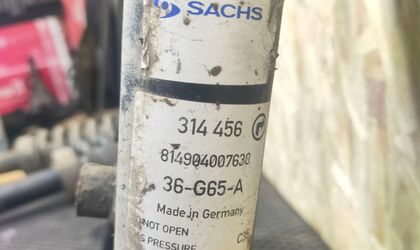 SACHS
314 456
814904007630
36-G65-A
Made in Germany
NOT OPEN
PRESSURE